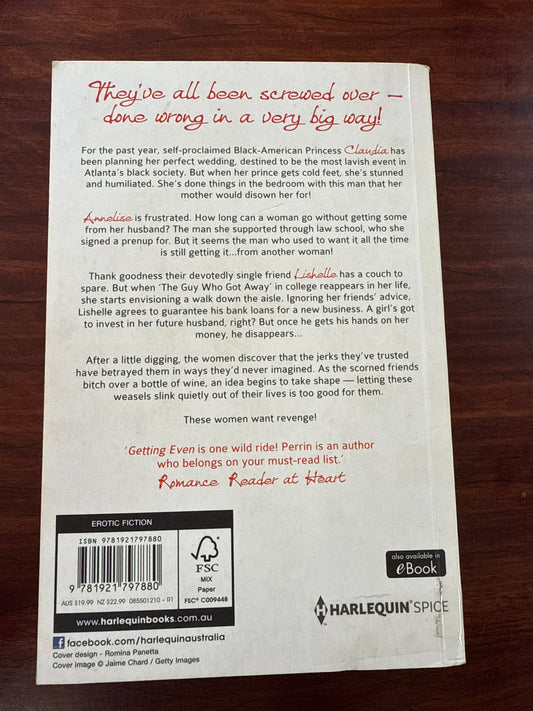 They've all been screwed over —
done wrong in a very big way!
For the past year, self-proclaimed Black-American Princess Claudia has
been planning her perfect wedding, destined to be the most lavish event in
Atlanta's black society. But when her prince gets cold feet, she's stunned
and humiliated. She's done things in the bedroom with this man that her
mother would disown her for!
Annelise is frustrated. How long can a woman go without getting some
from her husband? The man she supported through law school, who she
signed a prenup for. But it seems the man who used to want it all the time
is still getting it...from another woman!
Thank goodness their devotedly single friend Lishelle has a couch to
spare. But when 'The Guy Who Got Away' in college reappears in her life,
she starts envisioning a walk down the aisle. Ignoring her friends' advice,
Lishelle agrees to guarantee his bank loans for a new business. A girl's got
to invest in her future husband, right? But once he gets his hands on her
money, he disappears...
After a little digging, the women discover that the jerks they've trusted
have betrayed them in ways they'd never imagined. As the scorned friends
bitch over a bottle of wine, an idea begins to take shape — letting these
weasels slink quietly out of their lives is too good for them.
These women want revenge!
'Getting Even is one wild ride! Perrin is an author
who belongs on your must-read list.'
Romance Reader at Heart
EROTIC FICTION
ISBN 9781921797880
9 781921 797880
AUS $19.99 NZ $22.99 085501210 - R1
FSC
MIX
Paper
FSC® C009448
www.harlequinbooks.com.au
also available in
eBook
HARLEQUIN® SPICE
facebook.com/harlequinaustralia
Cover design - Romina Panetta
Cover image © Jaime Chard / Getty Images